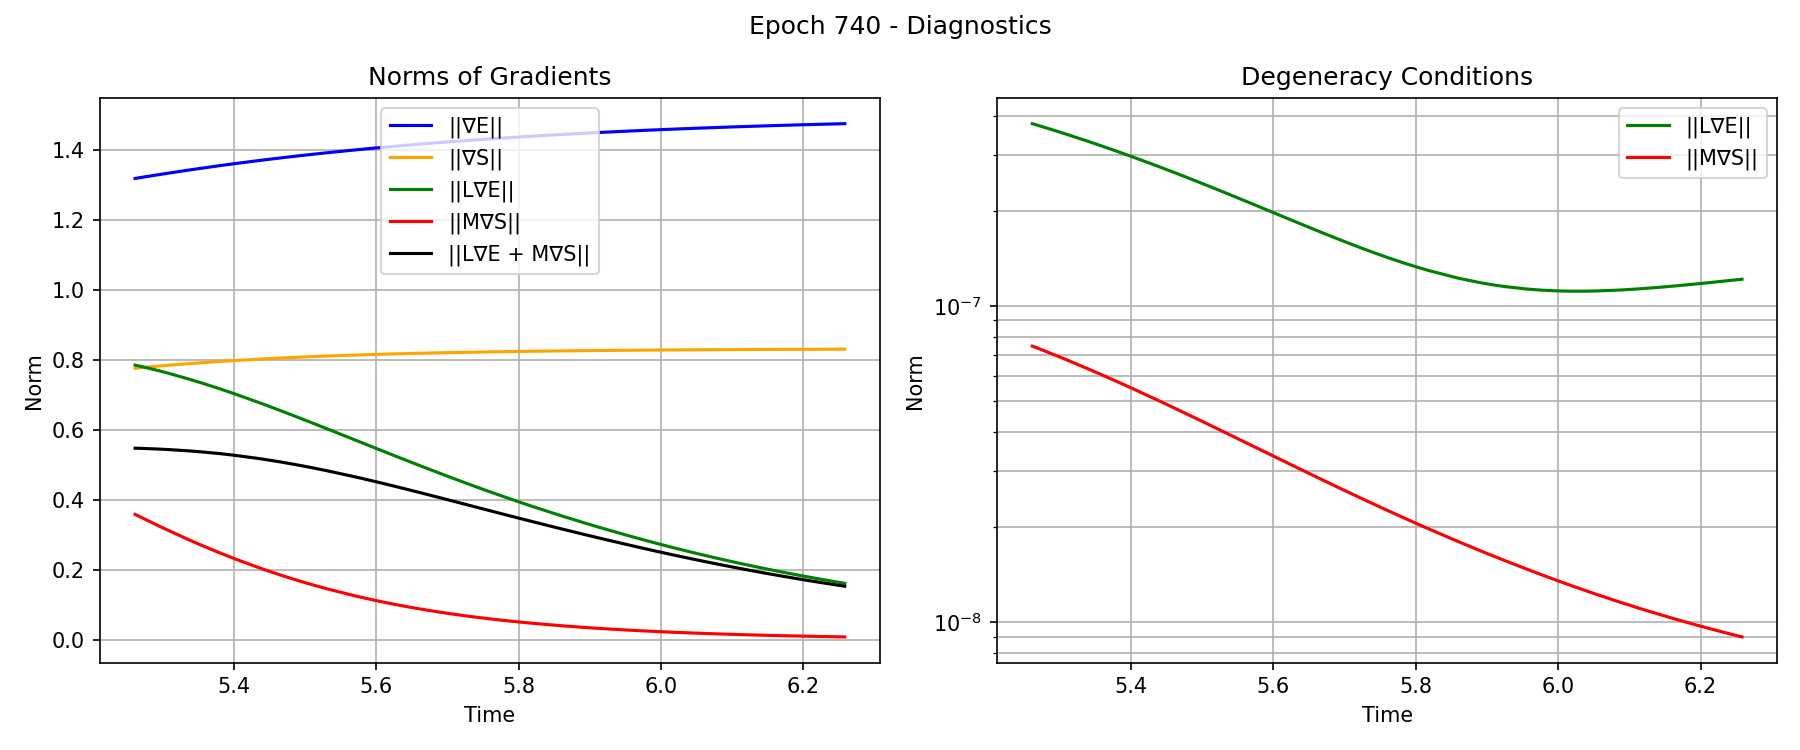 Epoch 740 - Diagnostics
Norms of Gradients
||∇E||
||∇S||
||L∇E||
||M∇S||
||L∇E + M∇S||
1.4
1.2
1.0
0.8
0.6
0.4
0.2
0.0
Norm
5.4 5.6 5.8 6.0 6.2
Time
Degeneracy Conditions
||L∇E||
||M∇S||
10⁻⁷
10⁻⁸
Norm
5.4 5.6 5.8 6.0 6.2
Time